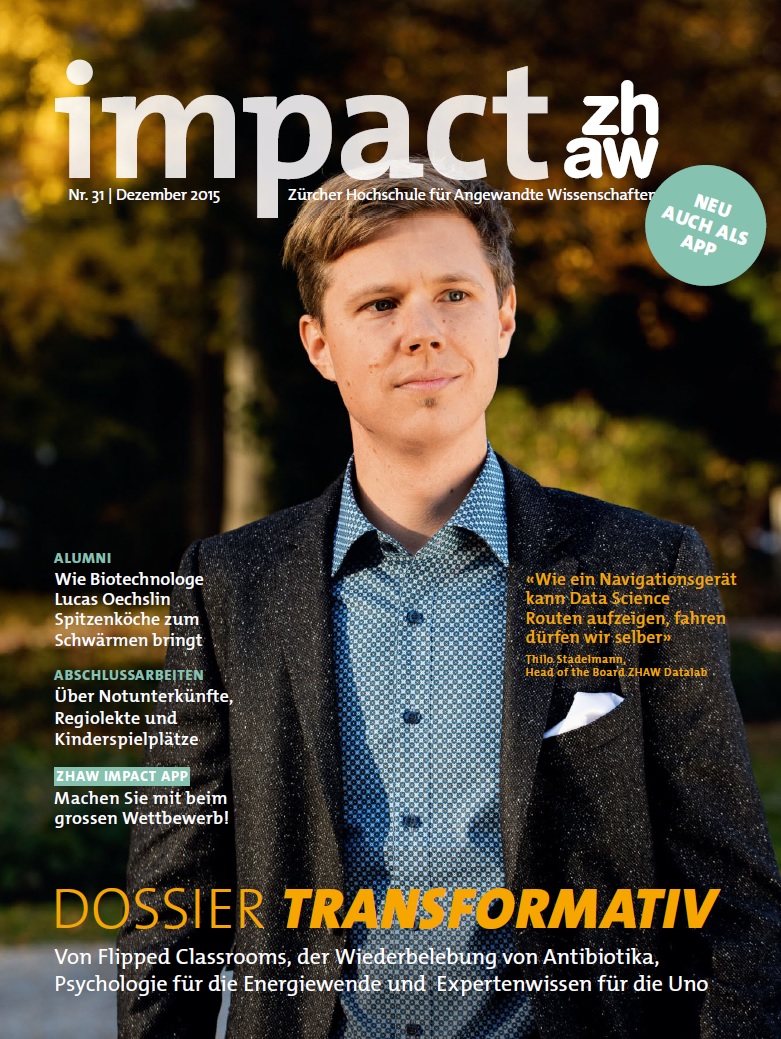 impact
zh
aw
Nr. 31 | Dezember 2015
Zürcher Hochschule für Angewandte Wissenschaften
NEU
AUCH ALS
APP
ALUMNI
Wie Biotechnologe
Lucas Oechslin
Spitzenköche zum
Schwärmen bringt
ABSCHLUSSARBEITEN
Über Notunterkünfte,
Regiolekte und
Kinderspielplätze
ZHAW IMPACT APP
Machen Sie mit beim
grossen Wettbewerb!
«Wie ein Navigationsgerät
kann Data Science
Routen aufzeigen, fahren
dürfen wir selber»
Thilo Stadelmann,
Head of the Board ZHAW Datalab
DOSSIER TRANSFORMATIV
Von Flipped Classrooms, der Wiederbelebung von Antibiotika,
Psychologie für die Energiewende und Expertenwissen für die Uno